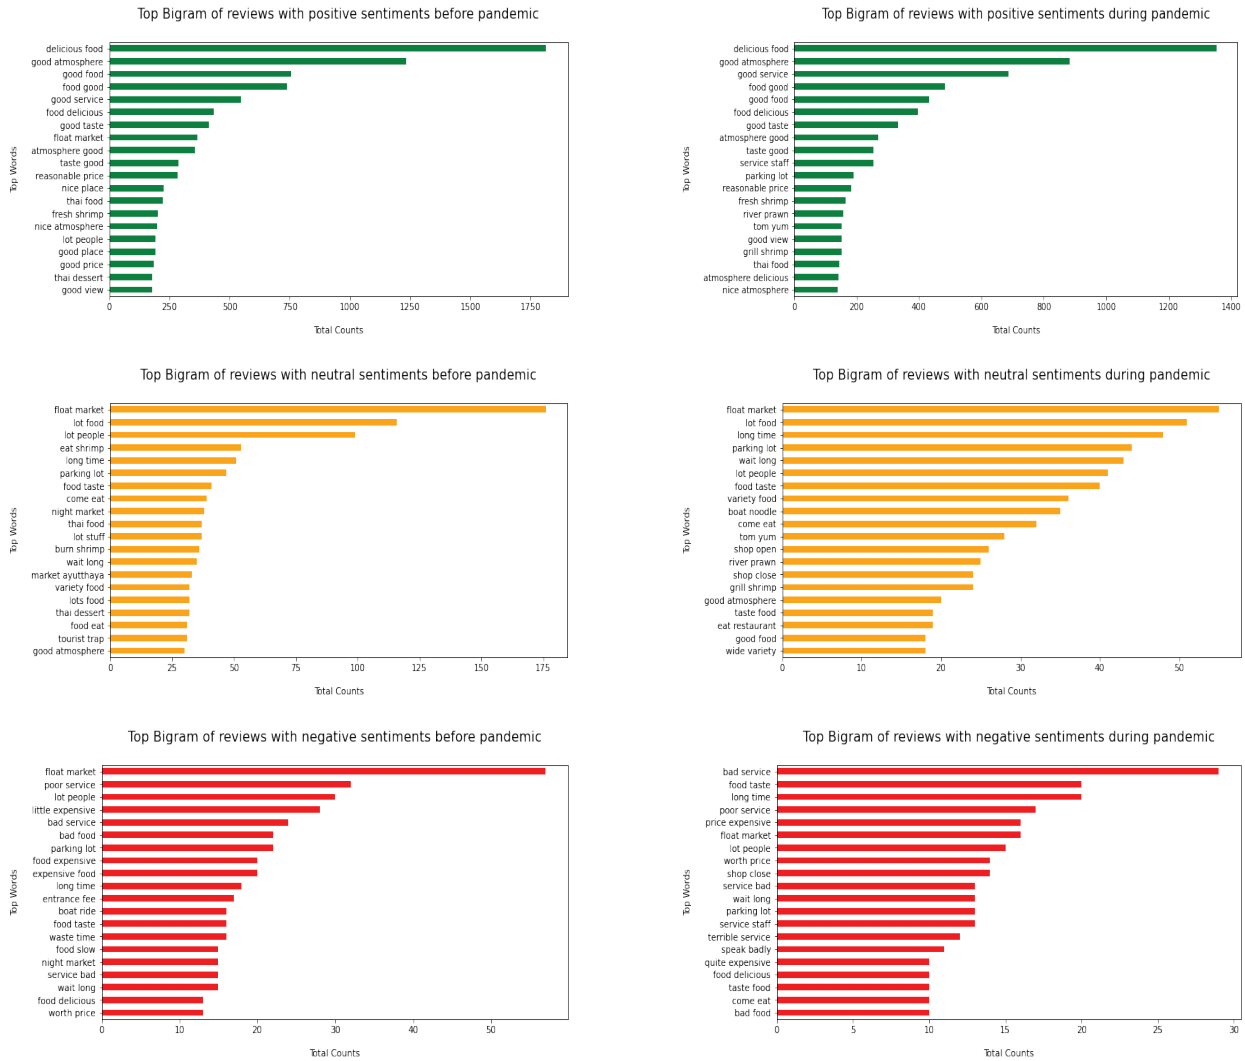 Top Bigram of reviews with positive sentiments before pandemic
Top Words
delicious food
good atmosphere
good food
food good
good service
food delicious
good taste
float market
atmosphere good
taste good
reasonable price
nice place
thai food
fresh shrimp
nice atmosphere
lot people
good place
good price
thai dessert
good view
0 250 500 750 1000 1250 1500 1750
Total Counts
Top Bigram of reviews with positive sentiments during pandemic
Top Words
delicious food
good atmosphere
good service
food good
good food
food delicious
good taste
atmosphere good
taste good
service staff
parking lot
reasonable price
fresh shrimp
river prawn
tom yum
good view
grill shrimp
thai food
atmosphere delicious
nice atmosphere
0 200 400 600 800 1000 1200 1400
Total Counts
Top Bigram of reviews with neutral sentiments before pandemic
Top Words
float market
lot food
lot people
eat shrimp
long time
parking lot
food taste
come eat
night market
thai food
lot stuff
burn shrimp
wait long
market ayutthaya
variety food
lots food
thai dessert
food eat
tourist trap
good atmosphere
0 25 50 75 100 125 150 175
Total Counts
Top Bigram of reviews with neutral sentiments during pandemic
Top Words
float market
lot food
long time
parking lot
wait long
lot people
food taste
variety food
boat noodle
come eat
tom yum
shop open
river prawn
shop close
grill shrimp
good atmosphere
taste food
eat restaurant
good food
wide variety
0 10 20 30 40 50
Total Counts
Top Bigram of reviews with negative sentiments before pandemic
Top Words
float market
poor service
lot people
little expensive
bad service
bad food
parking lot
food expensive
expensive food
long time
entrance fee
boat ride
food taste
waste time
food slow
night market
service bad
wait long
food delicious
worth price
0 10 20 30 40 50
Total Counts
Top Bigram of reviews with negative sentiments during pandemic
Top Words
bad service
food taste
long time
poor service
price expensive
float market
lot people
worth price
shop close
service bad
wait long
parking lot
service staff
terrible service
speak badly
quite expensive
food delicious
taste food
come eat
bad food
0 5 10 15 20 25 30
Total Counts